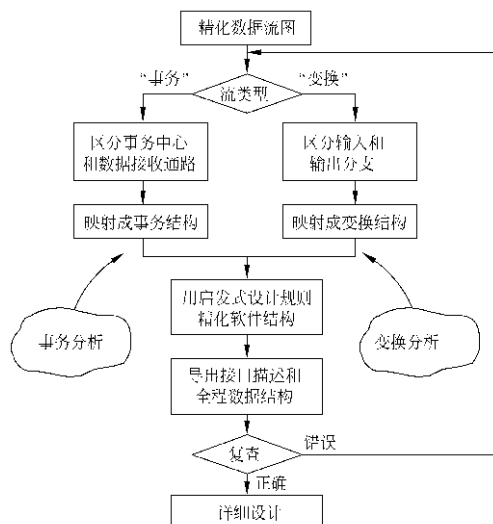 精化数据流图
“事务”
“变换”
流类型
区分事务中心
和数据接收通路
区分输入和
输出分支
映射成事务结构
映射成变换结构
用启发式设计规则
精化软件结构
事务分析
变换分析
导出接口描述和
全程数据结构
复查
错误
正确
详细设计